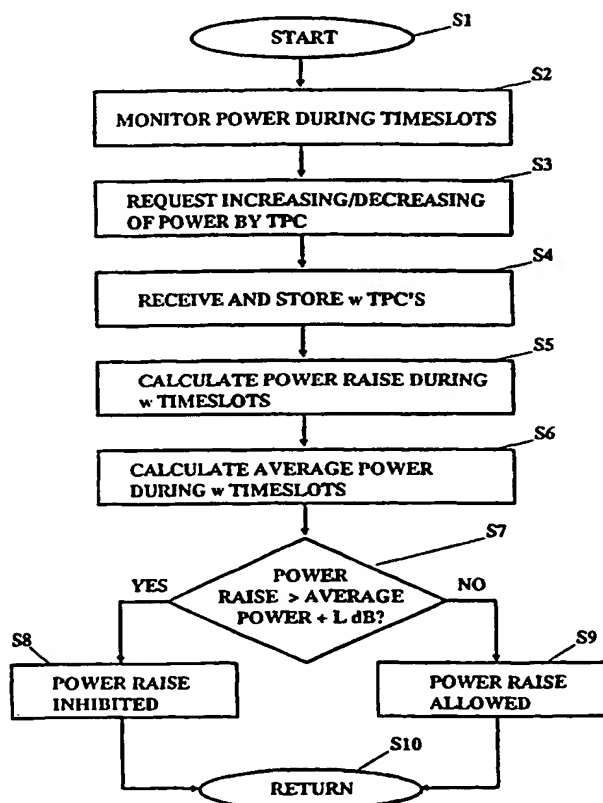 S1
START
S2
MONITOR POWER DURING TIMESLOTS
S3
REQUEST INCREASING/DECREASING
OF POWER BY TPC
S4
RECEIVE AND STORE w TPC'S
S5
CALCULATE POWER RAISE DURING
w TIMESLOTS
S6
CALCULATE AVERAGE POWER
DURING w TIMESLOTS
S7
YES
POWER
RAISE > AVERAGE
POWER + L dB?
NO
S8
POWER RAISE
INHIBITED
S9
POWER RAISE
ALLOWED
S10
RETURN